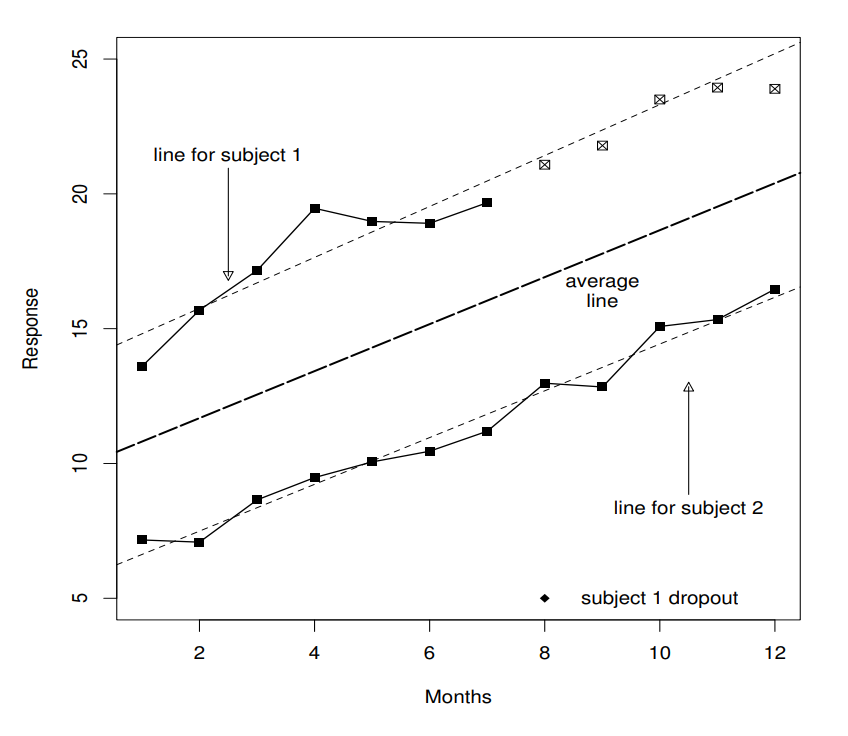 25
20
15
10
5
Response
line for subject 1
average
line
line for subject 2
subject 1 dropout
2 4 6 8 10 12
Months